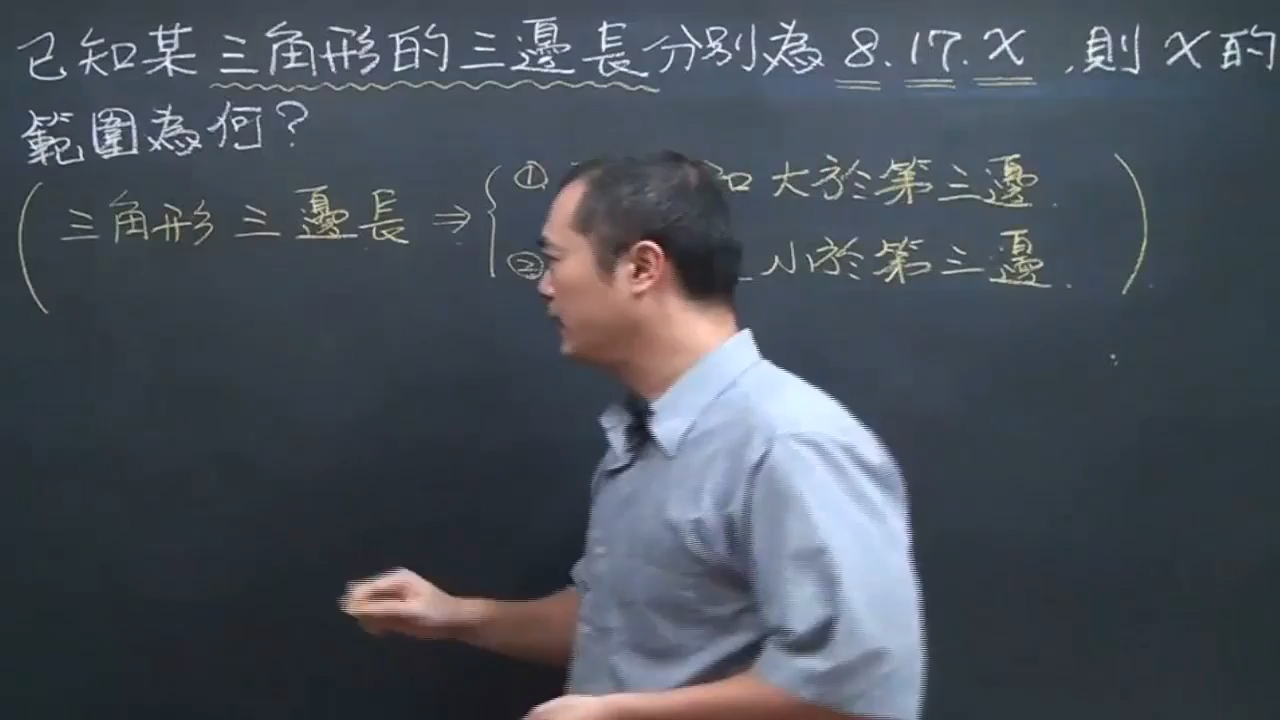 已知某三角形的三邊長分別為8.17.x,則x的
範圍為何?
(三角形三邊長⇒{①和大於第三邊.
②小於第三邊.)